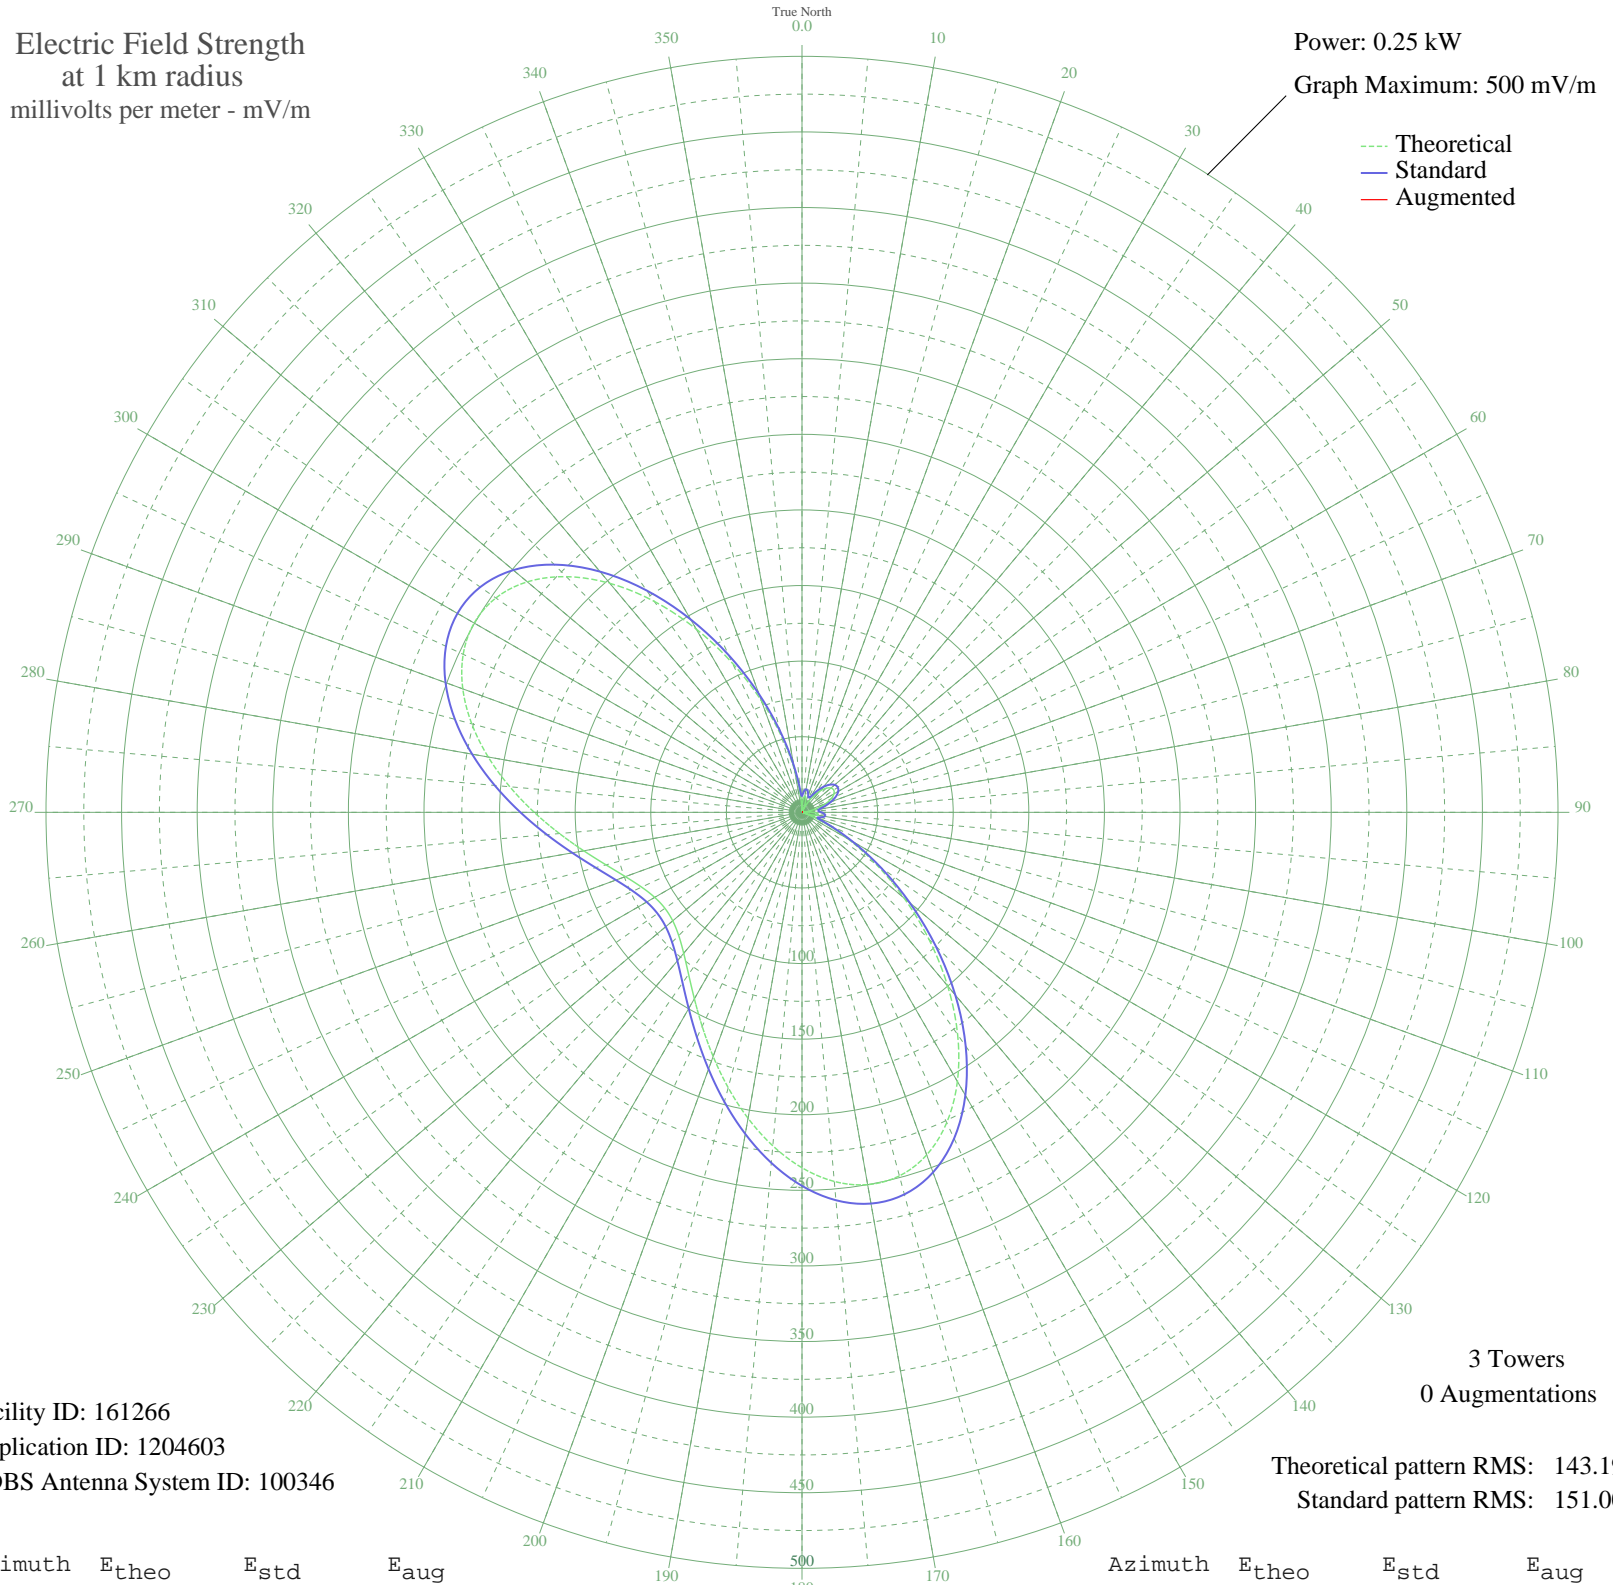 Electric Field Strength
at 1 km radius
millivolts per meter - mV/m
True North
0.0
Power: 0.25 kW
Graph Maximum: 500 mV/m
Theoretical
Standard
Augmented
10
20
30
40
50
60
70
80
90
100
110
120
130
140
150
160
170
190
200
210
220
230
240
250
260
270
280
290
300
310
320
330
340
350
100
150
200
250
300
350
400
450
500
3 Towers
0 Augmentations
cility ID: 161266
plication ID: 1204603
DBS Antenna System ID: 100346
Theoretical pattern RMS: 143.19
Standard pattern RMS: 151.00
imuth Etheo Estd Eaug
Azimuth Etheo Estd Eaug